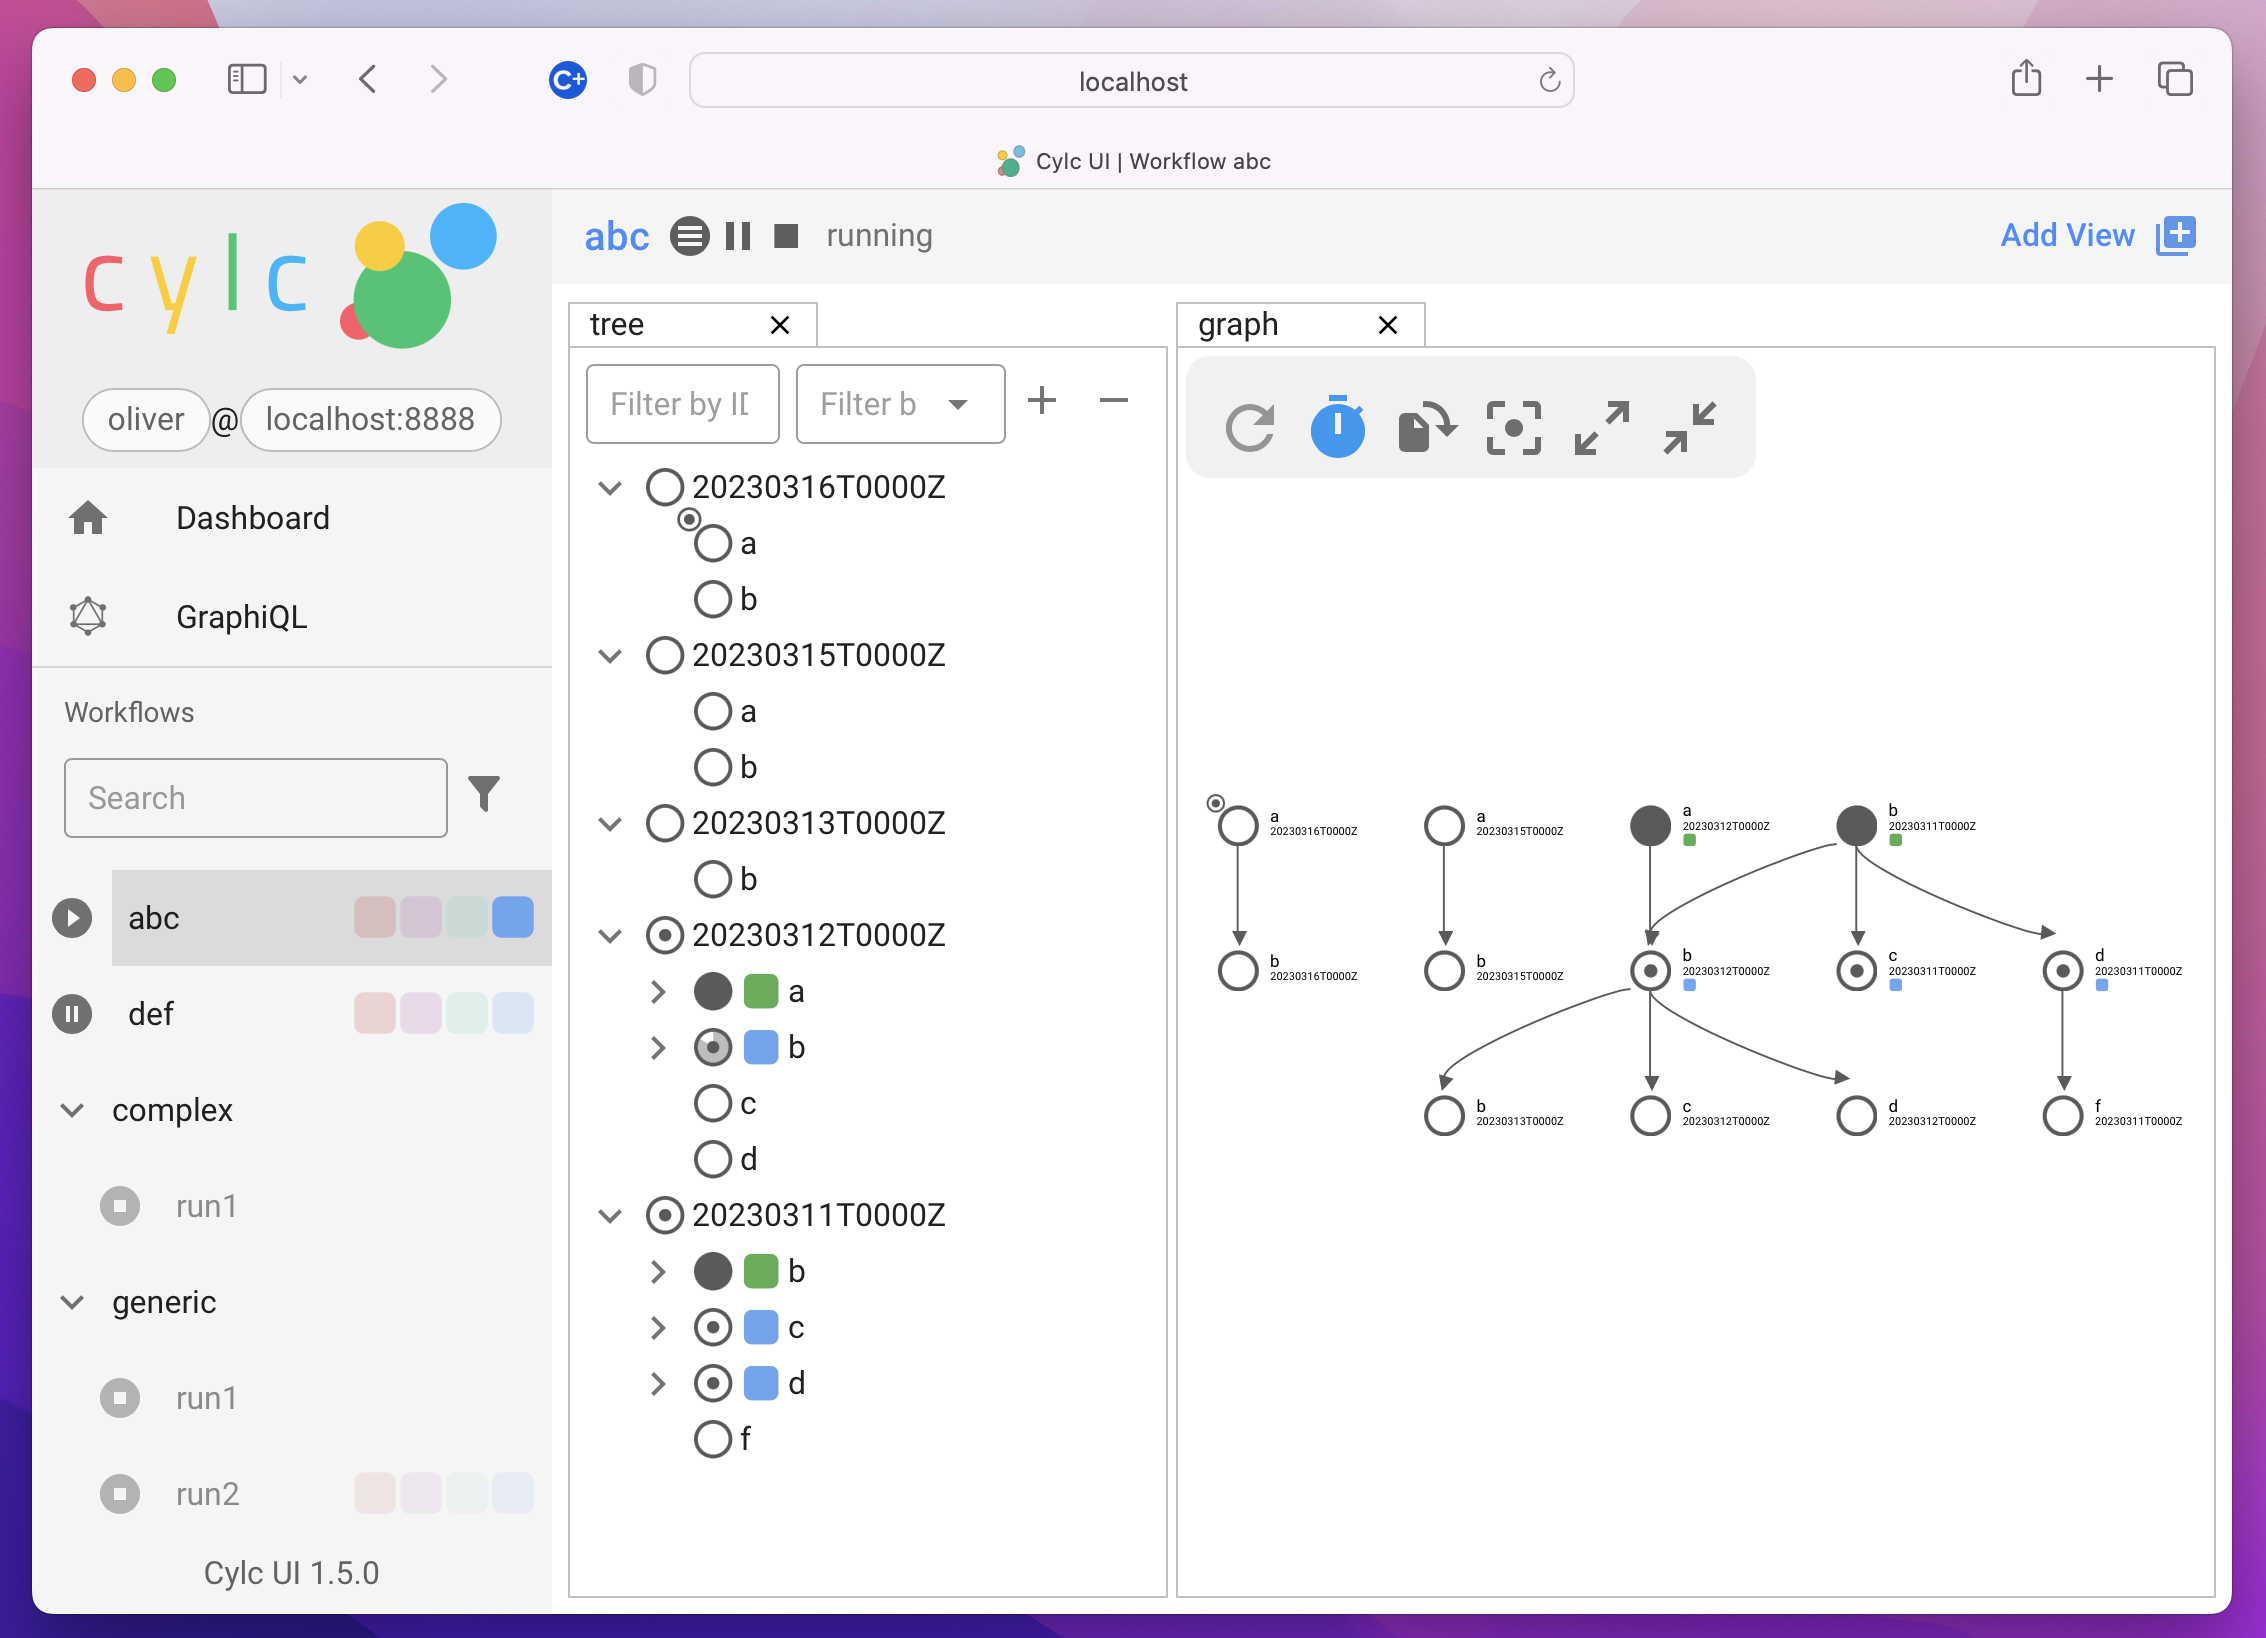 localhost
Cylc UI | Workflow abc
cylc
oliver@localhost:8888
Dashboard
GraphiQL
Workflows
Search
abc
def
complex
run1
generic
run1
run2
Cylc UI 1.5.0
abc running
Add View
tree
Filter by ID
Filter b
20230316T0000Z
a
b
20230315T0000Z
a
b
20230313T0000Z
b
20230312T0000Z
a
b
c
d
20230311T0000Z
b
c
d
f
graph
a
20230316T0000Z
a
20230315T0000Z
a
20230312T0000Z
b
20230311T0000Z
b
20230316T0000Z
b
20230315T0000Z
b
20230312T0000Z
c
20230311T0000Z
d
20230311T0000Z
b
20230313T0000Z
c
20230312T0000Z
d
20230312T0000Z
f
20230311T0000Z